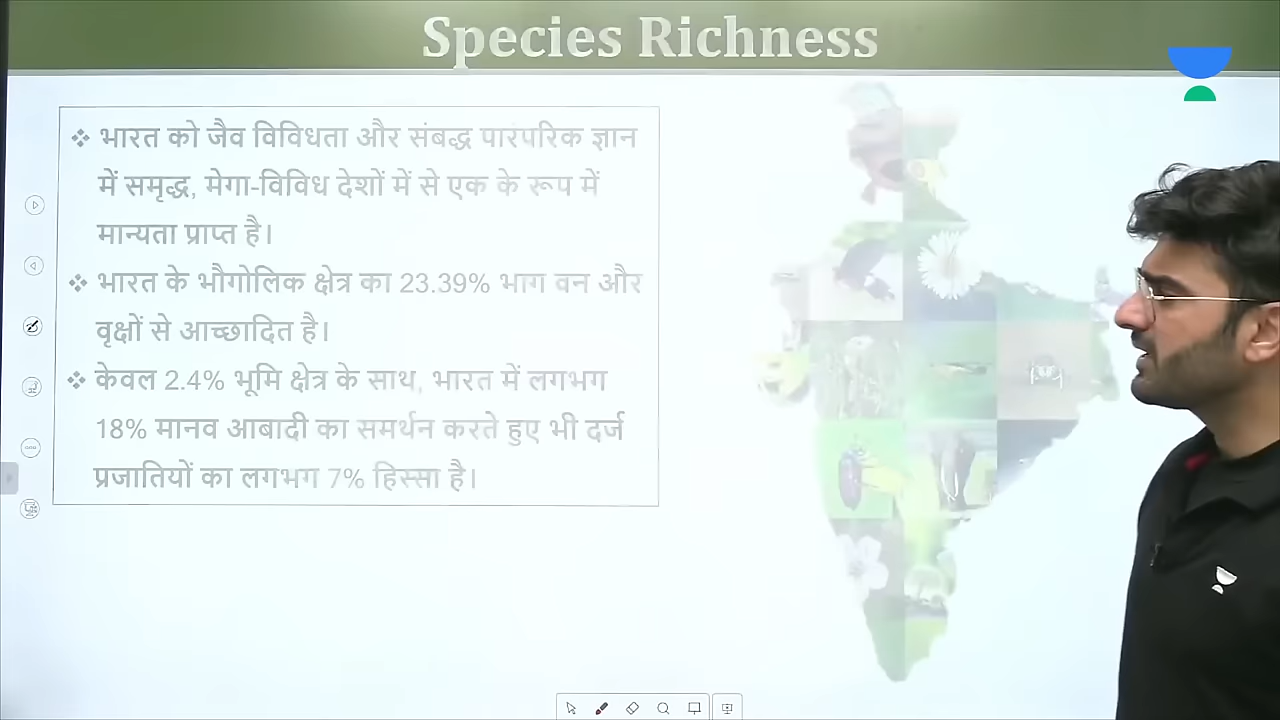 Species Richness
❖ भारत को जैव विविधता और संबद्ध पारंपरिक ज्ञान
में समृद्ध, मेगा-विविध देशों में से एक के रूप में
मान्यता प्राप्त है।
❖ भारत के भौगोलिक क्षेत्र का 23.39% भाग वन और
वृक्षों से आच्छादित है।
❖ केवल 2.4% भूमि क्षेत्र के साथ, भारत में लगभग
18% मानव आबादी का समर्थन करते हुए भी दर्ज
प्रजातियों का लगभग 7% हिस्सा है।